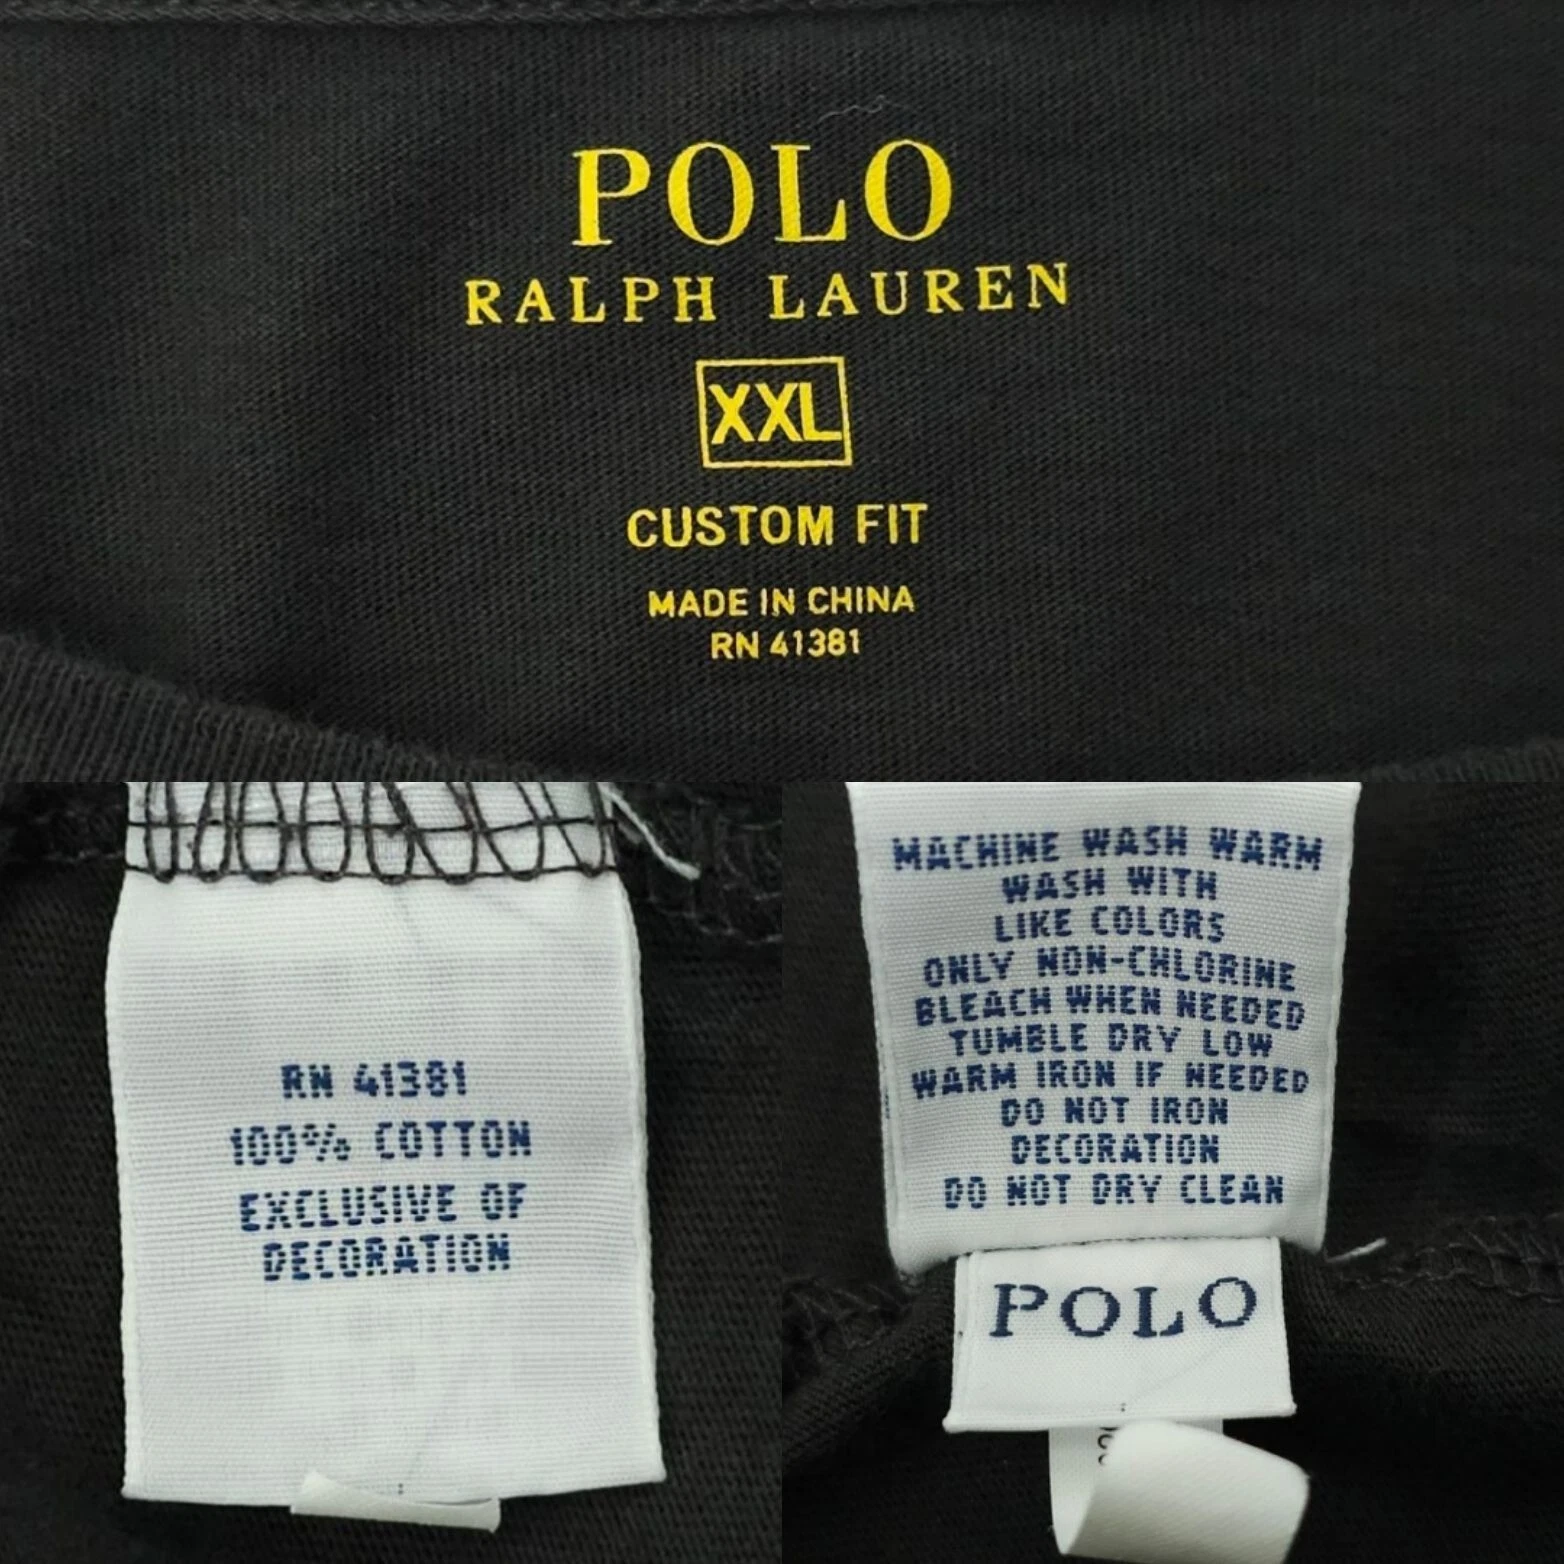 POLO
RALPH LAUREN
XXL
CUSTOM FIT
MADE IN CHINA
RN 41381
RN 41381
100% COTTON
EXCLUSIVE OF
DECORATION
MACHINE WASH WARM
WASH WITH
LIKE COLORS
ONLY NON-CHLORINE
BLEACH WHEN NEEDED
TUMBLE DRY LOW
WARM IRON IF NEEDED
DO NOT IRON
DECORATION
DO NOT DRY CLEAN
POLO